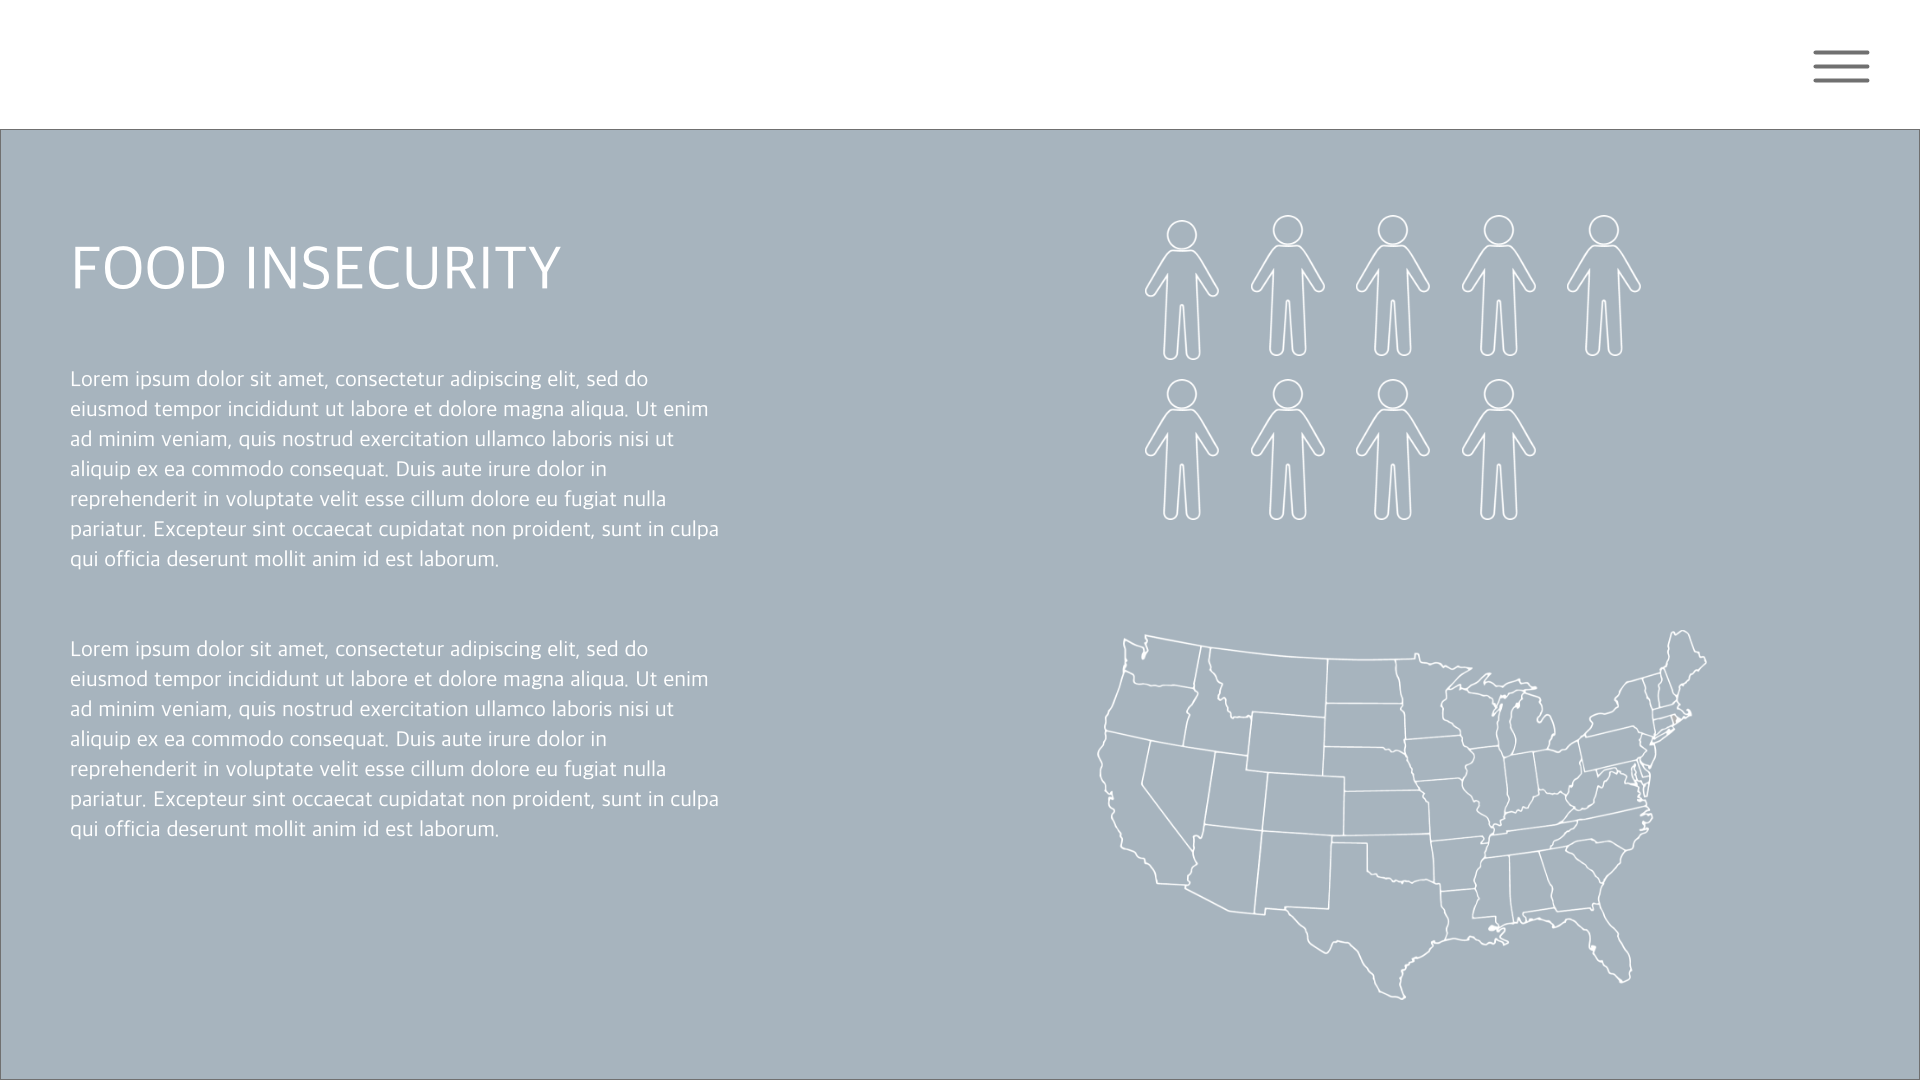 FOOD INSECURITY
Lorem ipsum dolor sit amet, consectetur adipiscing elit, sed do
eiusmod tempor incididunt ut labore et dolore magna aliqua. Ut enim
ad minim veniam, quis nostrud exercitation ullamco laboris nisi ut
aliquip ex ea commodo consequat. Duis aute irure dolor in
reprehenderit in voluptate velit esse cillum dolore eu fugiat nulla
pariatur. Excepteur sint occaecat cupidatat non proident, sunt in culpa
qui officia deserunt mollit anim id est laborum.
Lorem ipsum dolor sit amet, consectetur adipiscing elit, sed do
eiusmod tempor incididunt ut labore et dolore magna aliqua. Ut enim
ad minim veniam, quis nostrud exercitation ullamco laboris nisi ut
aliquip ex ea commodo consequat. Duis aute irure dolor in
reprehenderit in voluptate velit esse cillum dolore eu fugiat nulla
pariatur. Excepteur sint occaecat cupidatat non proident, sunt in culpa
qui officia deserunt mollit anim id est laborum.